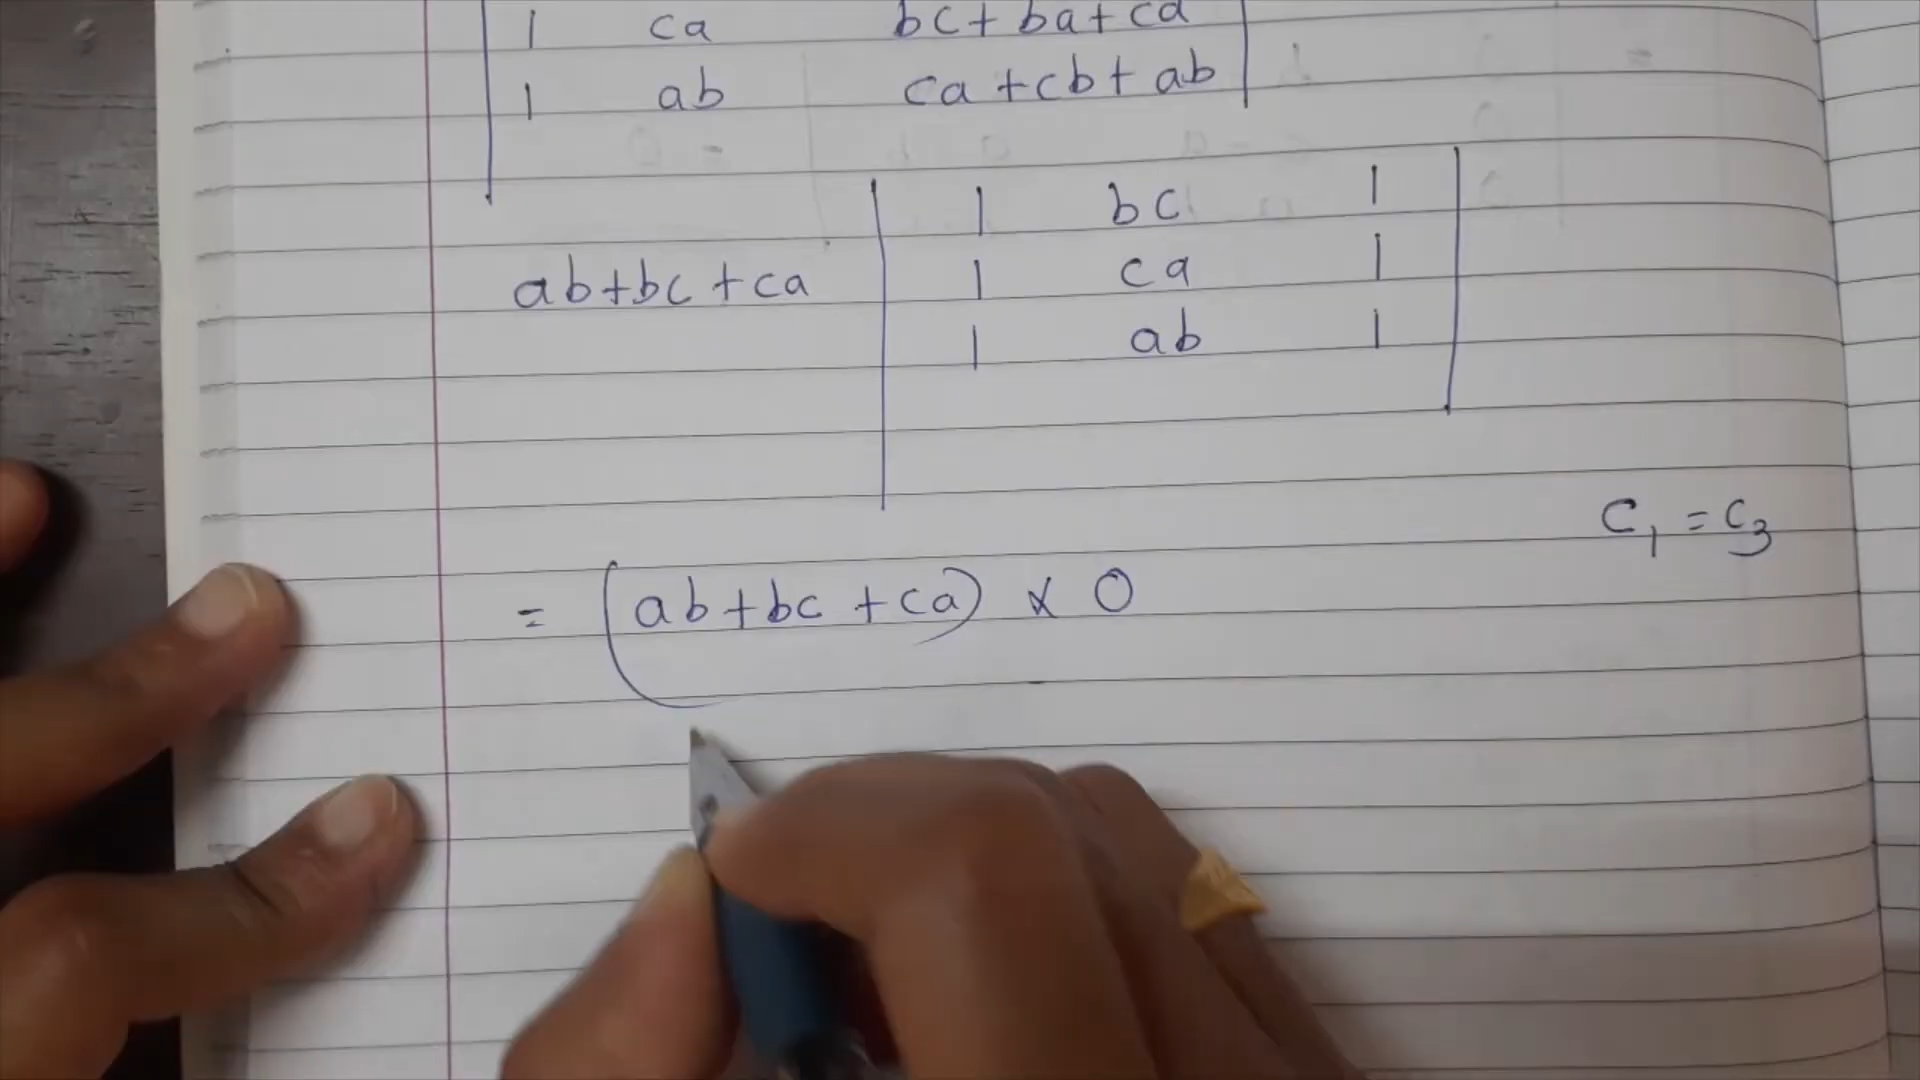 1 ca bc+ba+ca
1 ab ca+cb+ab
1 bc 1
ab+bc+ca 1 ca 1
1 ab 1
C₁ = C₃
= (ab+bc+ca) × 0